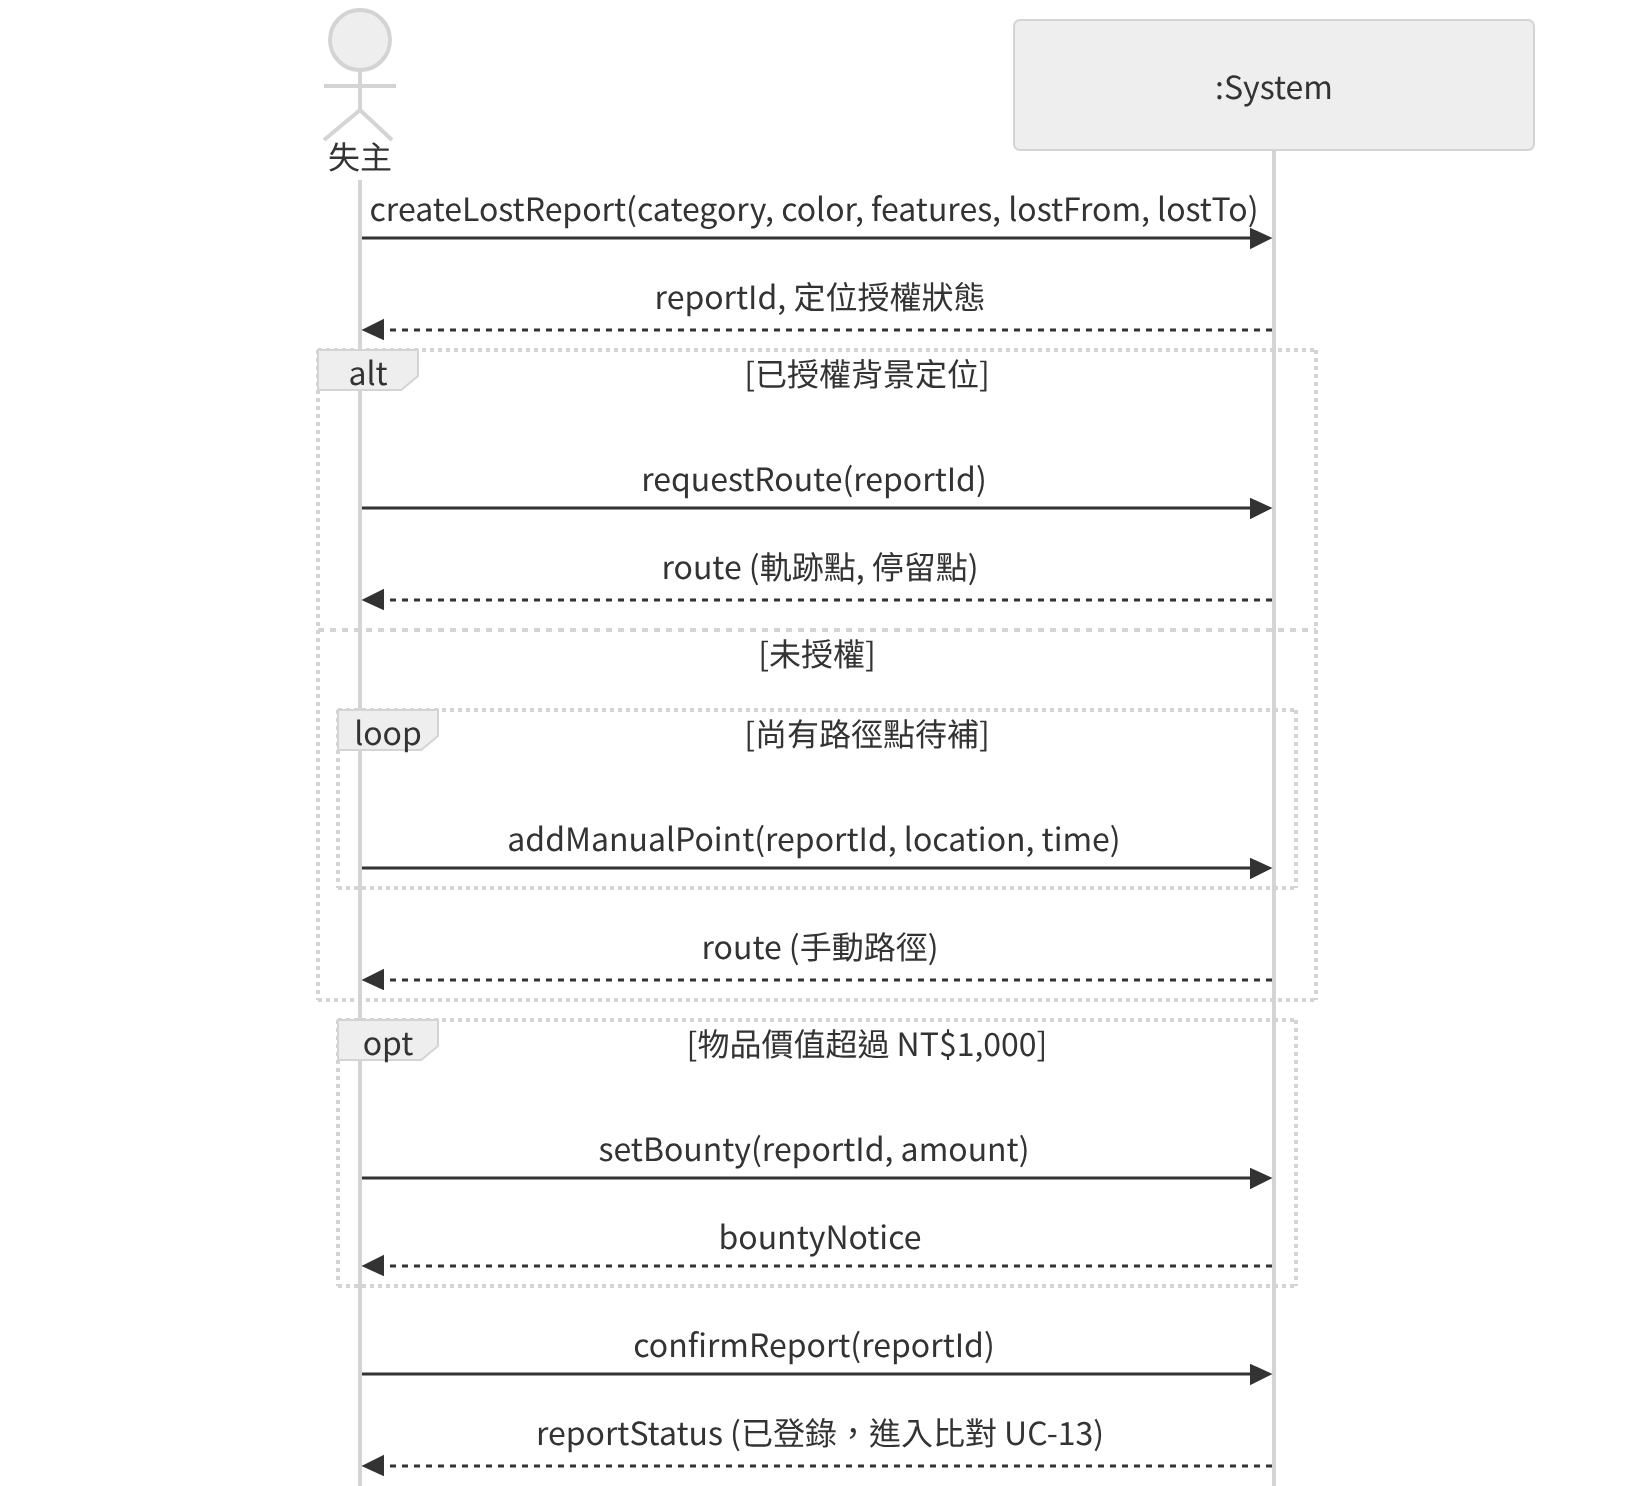 失主
:System
createLostReport(category, color, features, lostFrom, lostTo)
reportId, 定位授權狀態
alt
[已授權背景定位]
requestRoute(reportId)
route (軌跡點, 停留點)
[未授權]
loop
[尚有路徑點待補]
addManualPoint(reportId, location, time)
route (手動路徑)
opt
[物品價值超過 NT$1,000]
setBounty(reportId, amount)
bountyNotice
confirmReport(reportId)
reportStatus (已登錄，進入比對 UC-13)